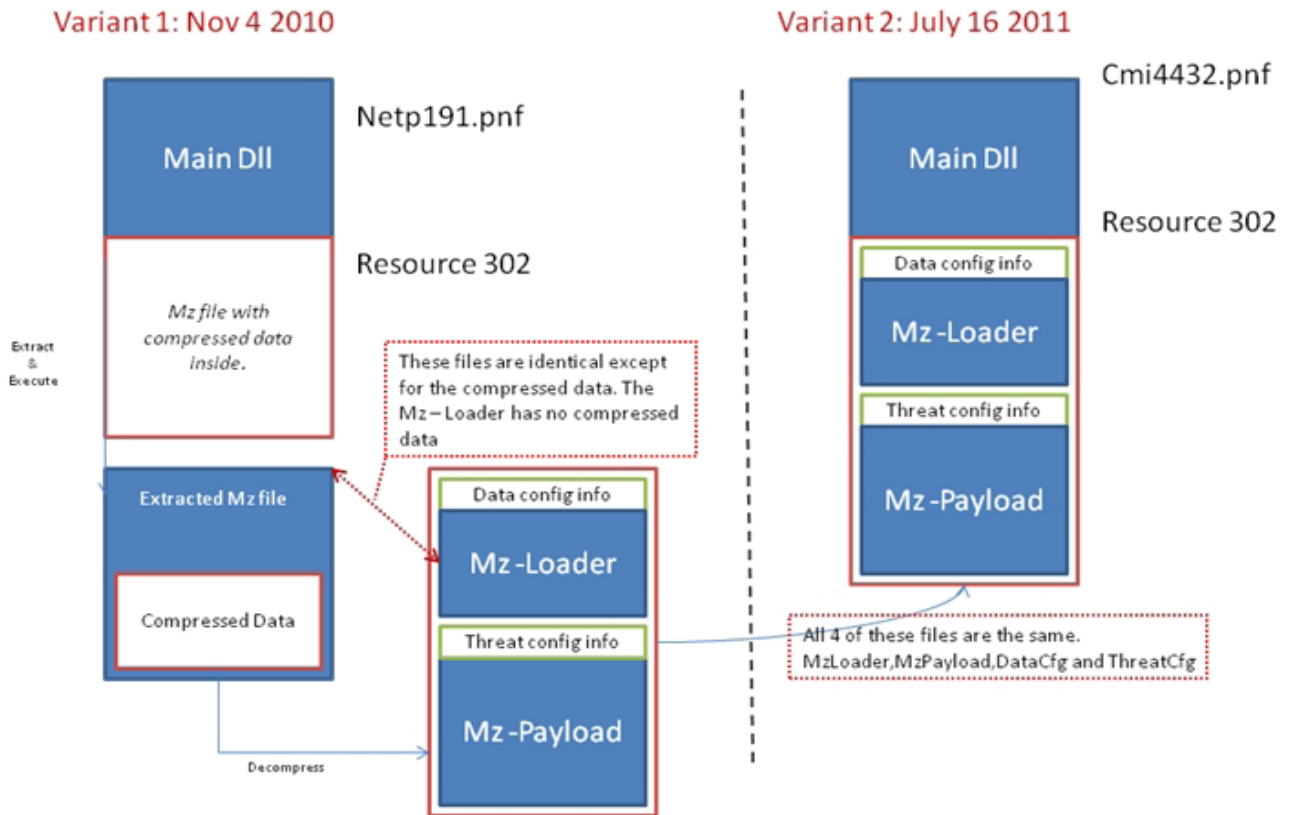 Variant 1: Nov 4 2010
Netp191.pnf
Main Dll
Resource 302
Mz file with
compressed data
inside.
Extract
&
Execute
These files are identical except
for the compressed data. The
Mz – Loader has no compressed
data
Extracted Mz file
Compressed Data
Decompress
Data config info
Mz -Loader
Threat config info
Mz -Payload
Variant 2: July 16 2011
Cmi4432.pnf
Main Dll
Resource 302
Data config info
Mz -Loader
Threat config info
Mz -Payload
All 4 of these files are the same.
MzLoader,MzPayload,DataCfg and ThreatCfg